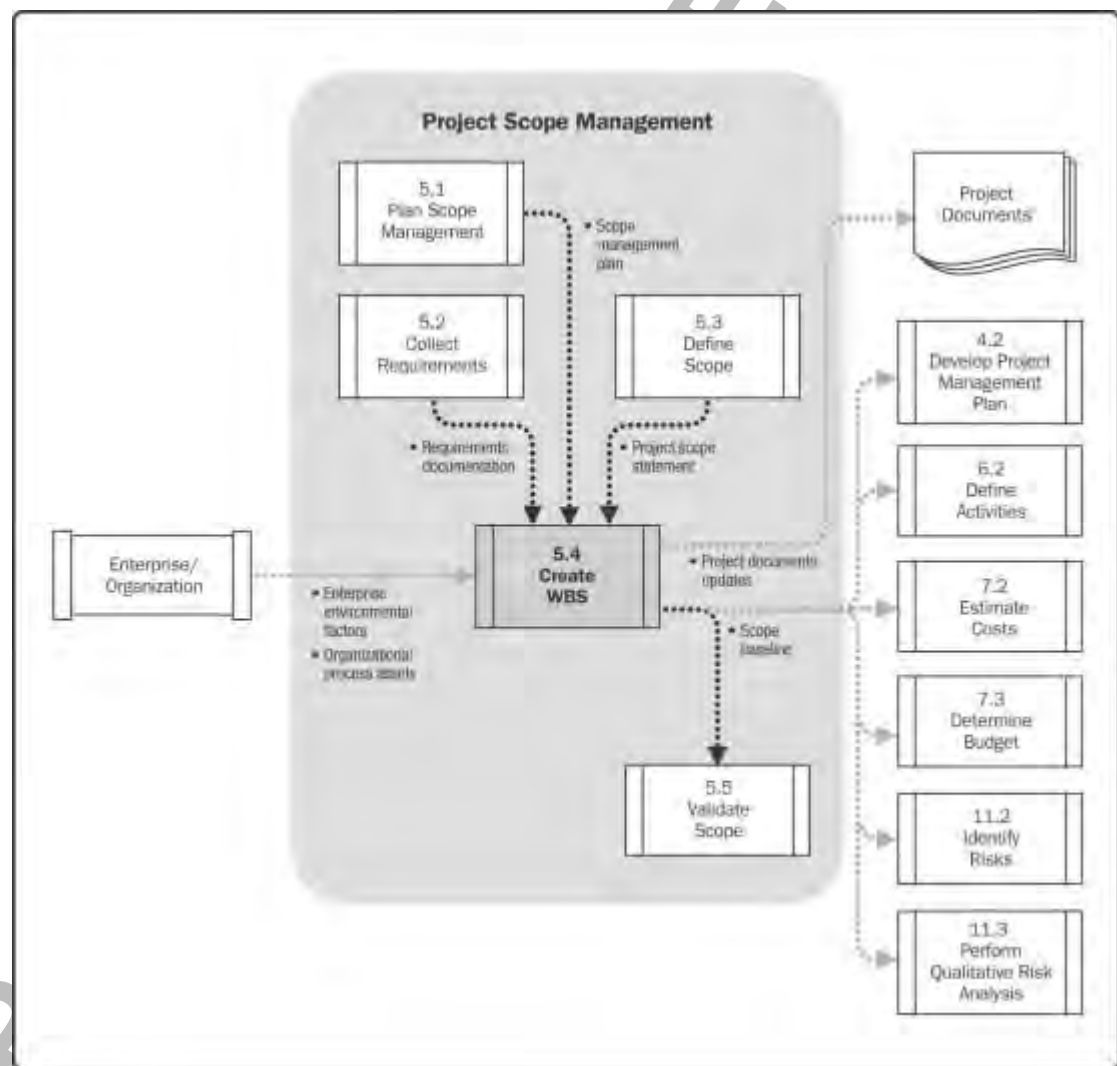 Project Scope Management
5.1
Plan Scope
Management
• Scope
management
plan
Project
Documents
5.2
Collect
Requirements
5.3
Define
Scope
4.2
Develop Project
Management
Plan
• Requirements
documentation
• Project scope
statement
6.2
Define
Activities
Enterprise/
Organization
• Enterprise
environmental
factors
• Organizational
process assets
5.4
Create
WBS
• Project documents
updates
• Scope
baseline
7.2
Estimate
Costs
7.3
Determine
Budget
5.5
Validate
Scope
11.2
Identify
Risks
11.3
Perform
Qualitative Risk
Analysis